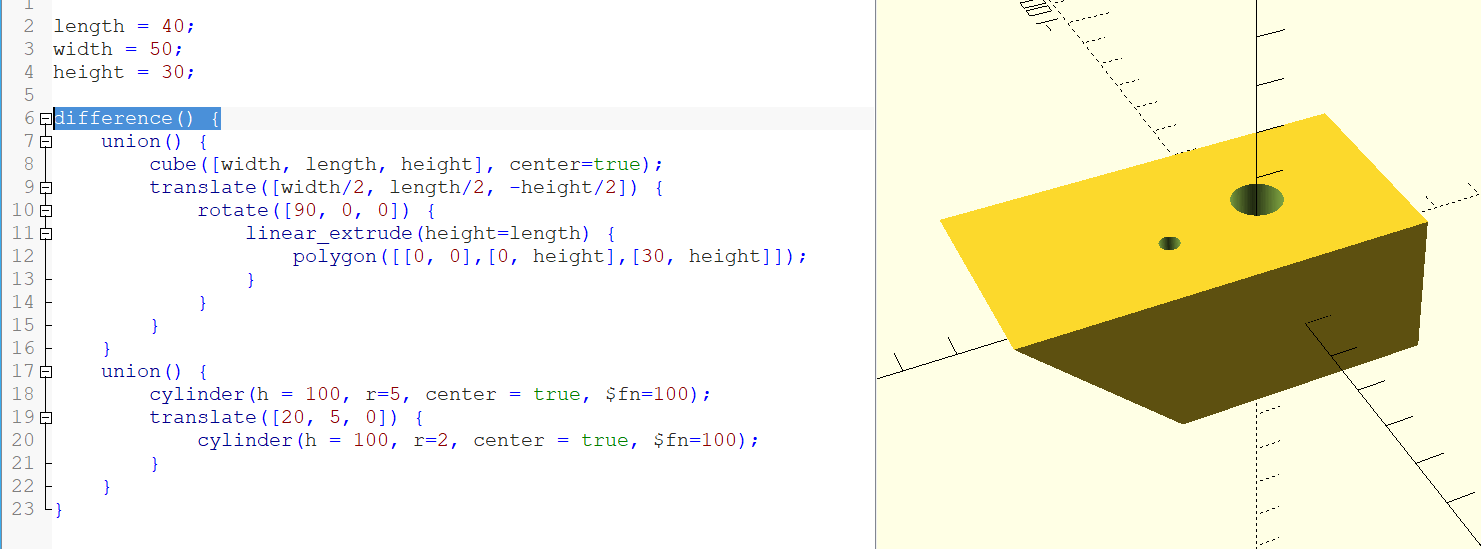 1
2 length = 40;
3 width = 50;
4 height = 30;
5
6 difference() {
7     union() {
8         cube([width, length, height], center=true);
9         translate([width/2, length/2, -height/2]) {
10             rotate([90, 0, 0]) {
11                 linear_extrude(height=length) {
12                     polygon([[0, 0],[0, height],[30, height]]);
13                 }
14             }
15         }
16     }
17     union() {
18         cylinder(h = 100, r=5, center = true, $fn=100);
19         translate([20, 5, 0]) {
20             cylinder(h = 100, r=2, center = true, $fn=100);
21         }
22     }
23 }